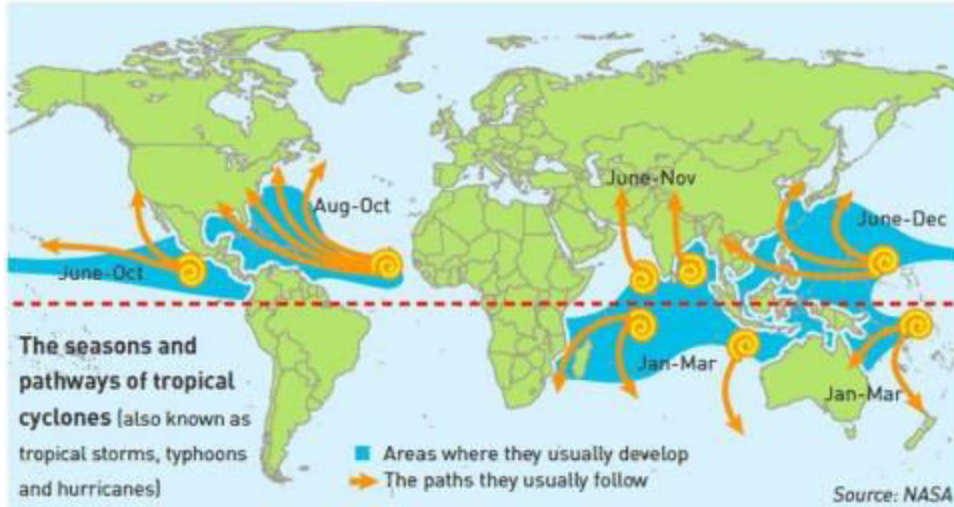 June-Nov
Aug-Oct
June-Dec
June-Oct
The seasons and
pathways of tropical
cyclones (also known as
tropical storms, typhoons
and hurricanes)
Jan-Mar
Jan-Mar
Areas where they usually develop
The paths they usually follow
Source: NASA